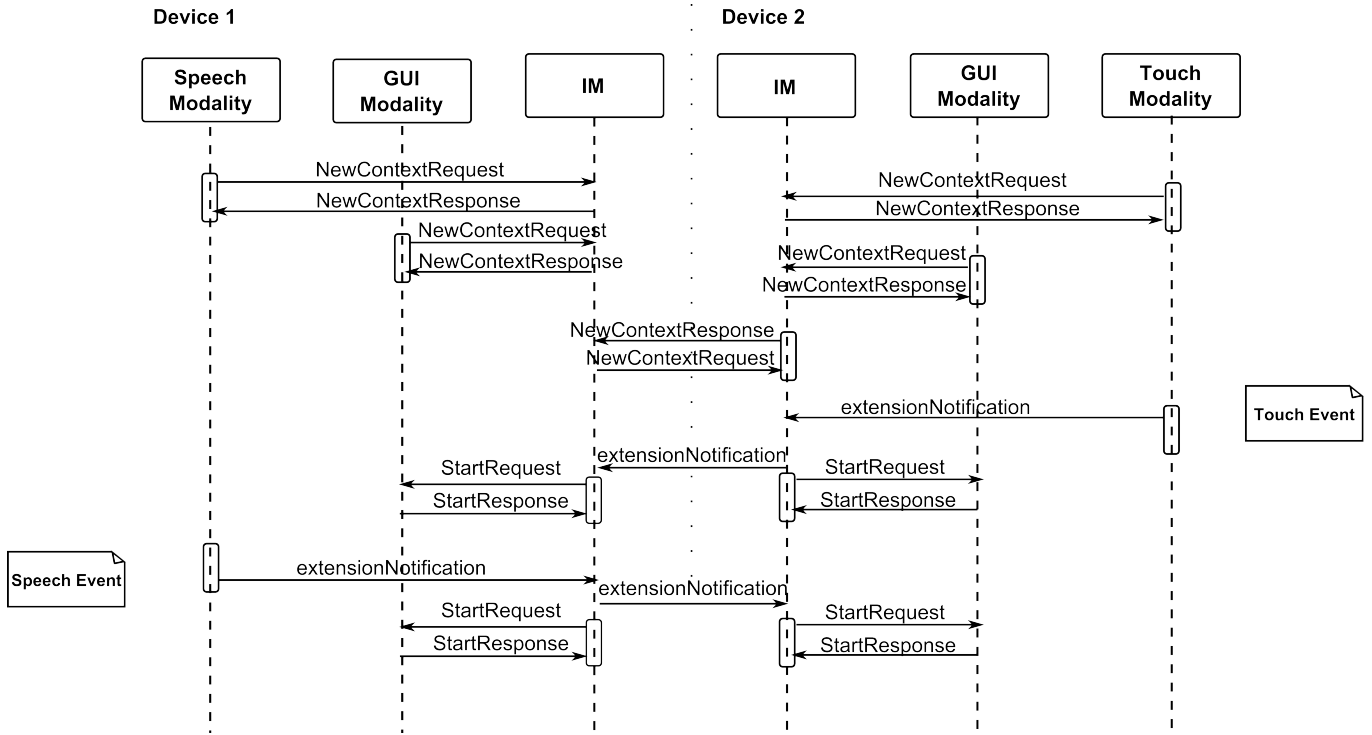 Device 1
Device 2
Speech
Modality
GUI
Modality
IM
IM
GUI
Modality
Touch
Modality
NewContextRequest
NewContextRequest
NewContextResponse
NewContextResponse
NewContextRequest
NewContextRequest
NewContextResponse
NewContextResponse
NewContextResponse
NewContextRequest
extensionNotification
Touch Event
extensionNotification
StartRequest
StartRequest
StartResponse
StartResponse
extensionNotification
Speech Event
extensionNotification
StartRequest
StartRequest
StartResponse
StartResponse